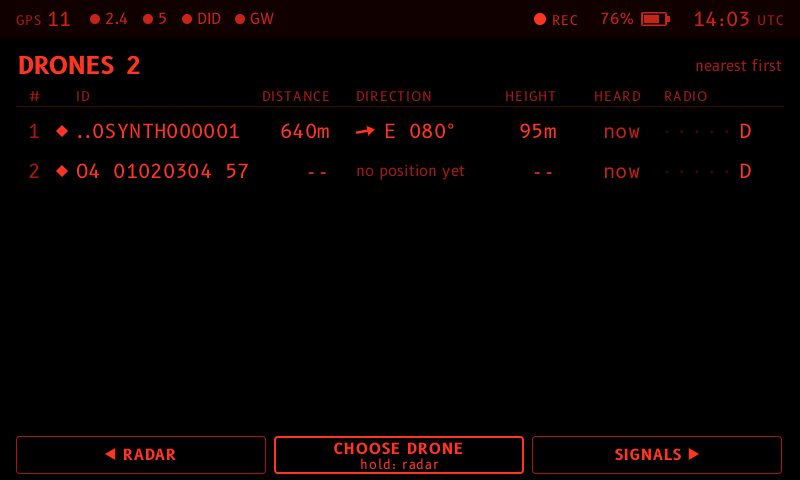 GPS 11 2.4 5 DID GW REC 76% 14:03 UTC
DRONES 2 nearest first
# ID DISTANCE DIRECTION HEIGHT HEARD RADIO
1 ◆ ..0SYNTH000001 640m → E 080° 95m now · · · · · D
2 ◆ 04 01020304 57 -- no position yet -- now · · · · · D
◀ RADAR CHOOSE DRONE SIGNALS ▶
hold: radar